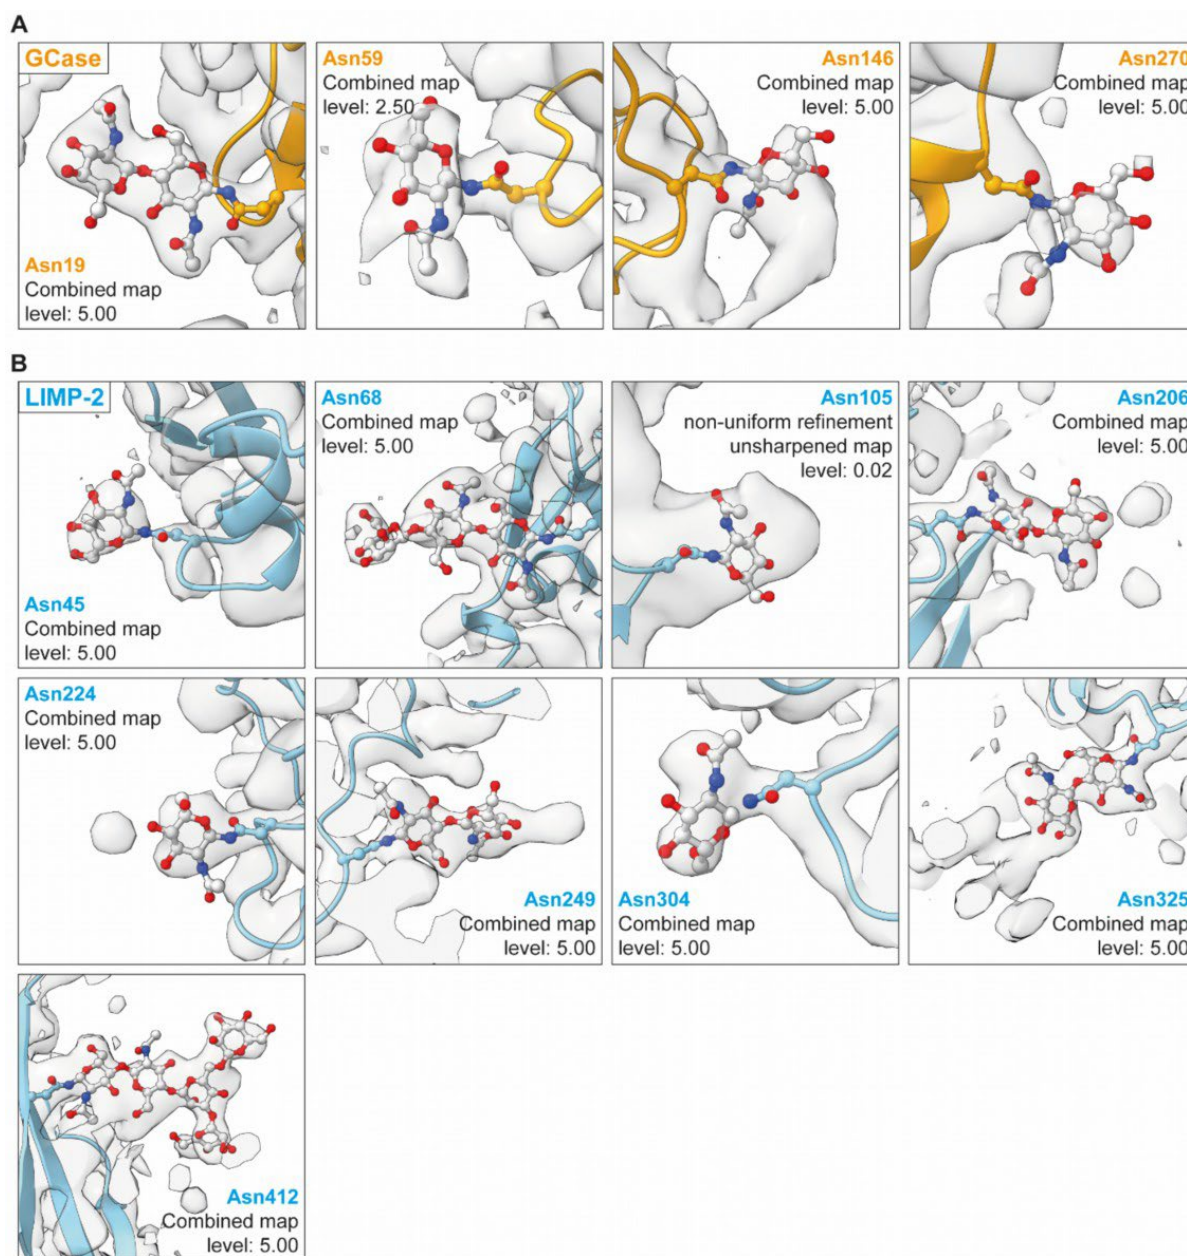 A
GCase
Asn19
Combined map
level: 5.00
Asn59
Combined map
level: 2.50
Asn146
Combined map
level: 5.00
Asn270
Combined map
level: 5.00
B
LIMP-2
Asn45
Combined map
level: 5.00
Asn68
Combined map
level: 5.00
Asn105
non-uniform refinement
unsharpened map
level: 0.02
Asn206
Combined map
level: 5.00
Asn224
Combined map
level: 5.00
Asn249
Combined map
level: 5.00
Asn304
Combined map
level: 5.00
Asn325
Combined map
level: 5.00
Asn412
Combined map
level: 5.00